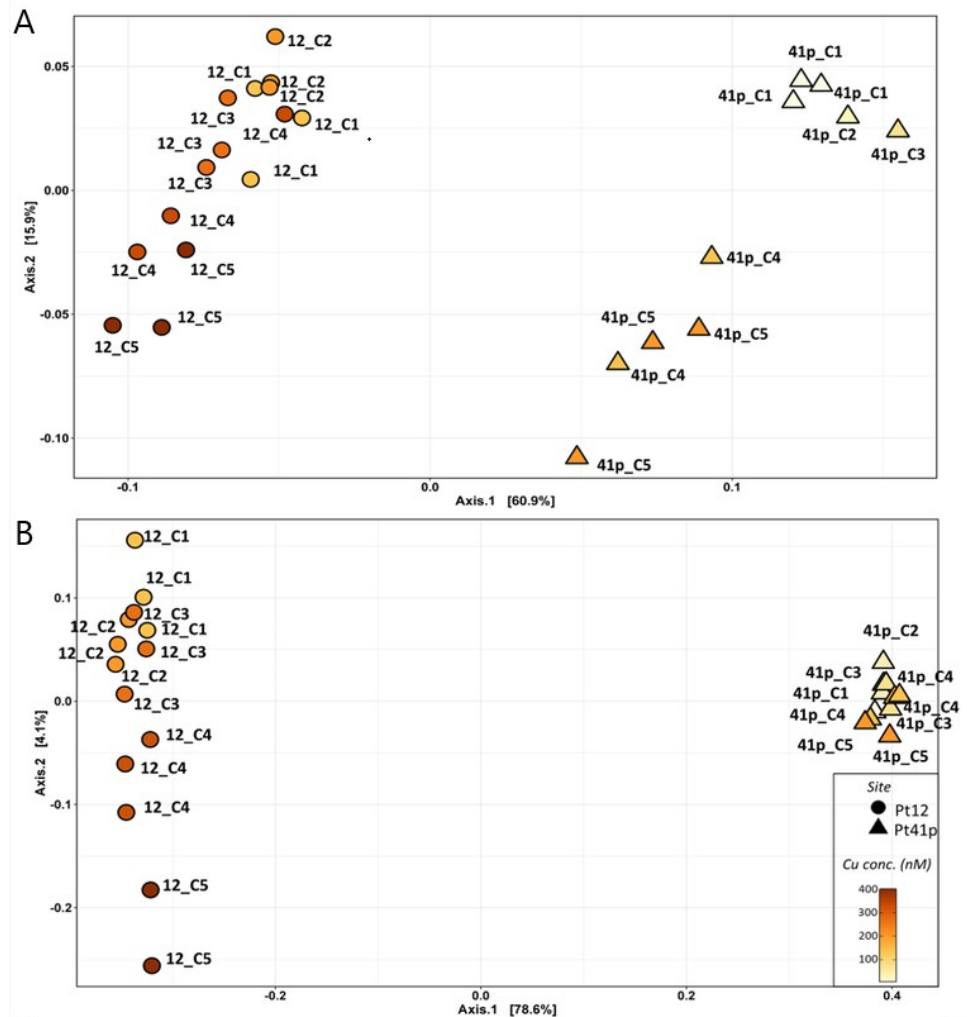 A
12_C2
12_C1
12_C2
12_C2
12_C3
12_C4
12_C1
12_C3
12_C3
12_C1
12_C4
12_C4
12_C5
12_C5
12_C5
41p_C1
41p_C1
41p_C1
41p_C2
41p_C3
41p_C4
41p_C5
41p_C5
41p_C4
41p_C5
0.05
0.00
-0.05
-0.10
Axis.2 [15.9%]
-0.1
0.0
0.1
Axis.1 [60.9%]
B
12_C1
12_C1
12_C3
12_C2
12_C1
12_C2
12_C3
12_C2
12_C3
12_C4
12_C4
12_C4
12_C5
12_C5
41p_C2
41p_C3
41p_C4
41p_C1
41p_C4
41p_C4
41p_C3
41p_C5
41p_C5
0.1
0.0
-0.1
-0.2
Axis.2 [4.1%]
-0.2
0.0
0.2
0.4
Axis.1 [78.6%]
Site
Pt12
Pt41p
Cu conc. (nM)
400
300
200
100